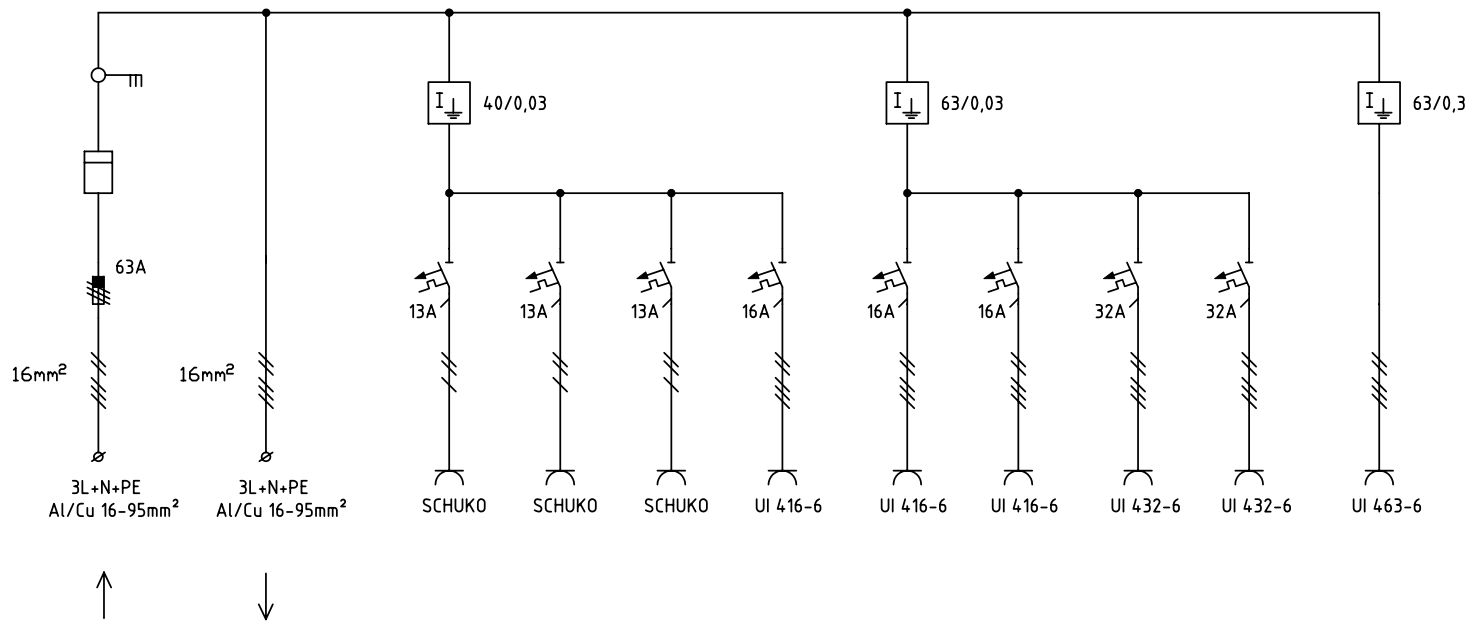 I 40/0,03
I 63/0,03
I 63/0,3
63A
13A 13A 13A 16A 16A 16A 32A 32A
16mm² 16mm²
3L+N+PE
Al/Cu 16-95mm²
3L+N+PE
Al/Cu 16-95mm²
SCHUKO SCHUKO SCHUKO UI 416-6 UI 416-6 UI 416-6 UI 432-6 UI 432-6 UI 463-6